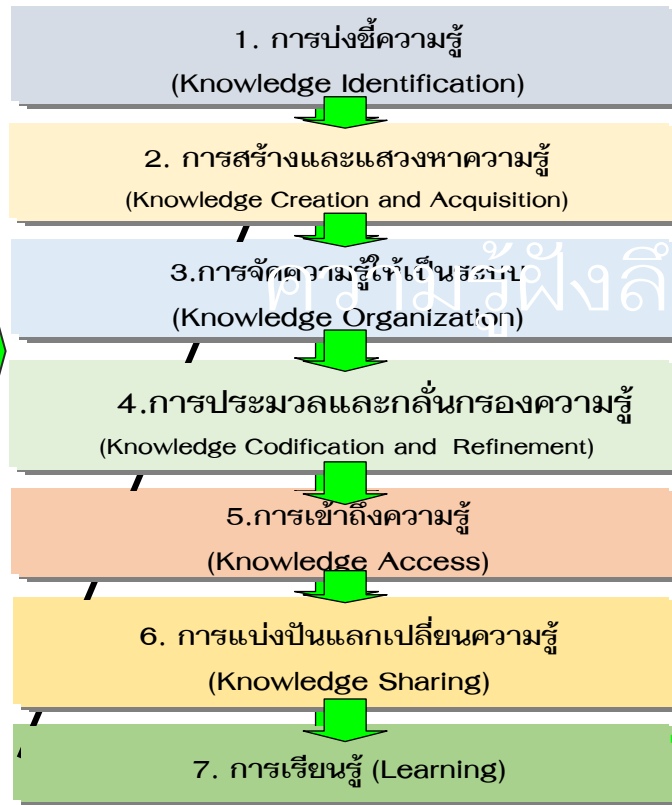 1. การบ่งชี้ความรู้
(Knowledge Identification)
2. การสร้างและแสวงหาความรู้
(Knowledge Creation and Acquisition)
3.การจัดความรู้ให้เป็นระบบ
ความรู้ฝังลึ
(Knowledge Organization)
4.การประมวลและกลั่นกรองความรู้
(Knowledge Codification and Refinement)
5.การเข้าถึงความรู้
(Knowledge Access)
6. การแบ่งปันแลกเปลี่ยนความรู้
(Knowledge Sharing)
7. การเรียนรู้ (Learning)